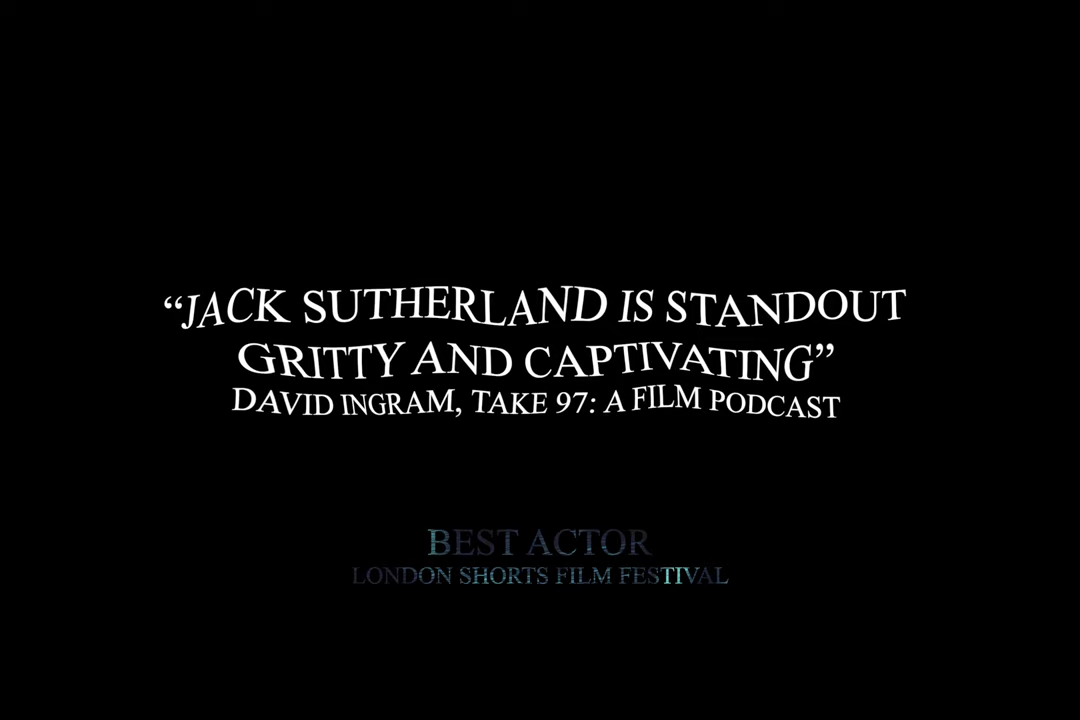 “JACK SUTHERLAND IS STANDOUT
GRITTY AND CAPTIVATING”
DAVID INGRAM, TAKE 97: A FILM PODCAST
BEST ACTOR
LONDON SHORTS FILM FESTIVAL